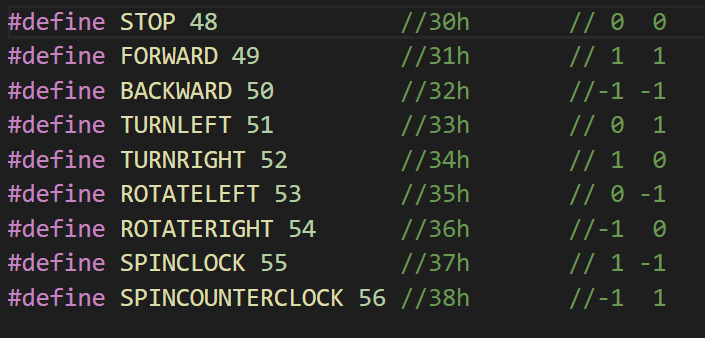 #define STOP 48             //30h       // 0  0
#define FORWARD 49          //31h       // 1  1
#define BACKWARD 50         //32h       //-1 -1
#define TURNLEFT 51         //33h       // 0  1
#define TURNRIGHT 52        //34h       // 1  0
#define ROTATELEFT 53       //35h       // 0 -1
#define ROTATERIGHT 54      //36h       //-1  0
#define SPINCLOCK 55        //37h       // 1 -1
#define SPINCOUNTERCLOCK 56 //38h       //-1  1